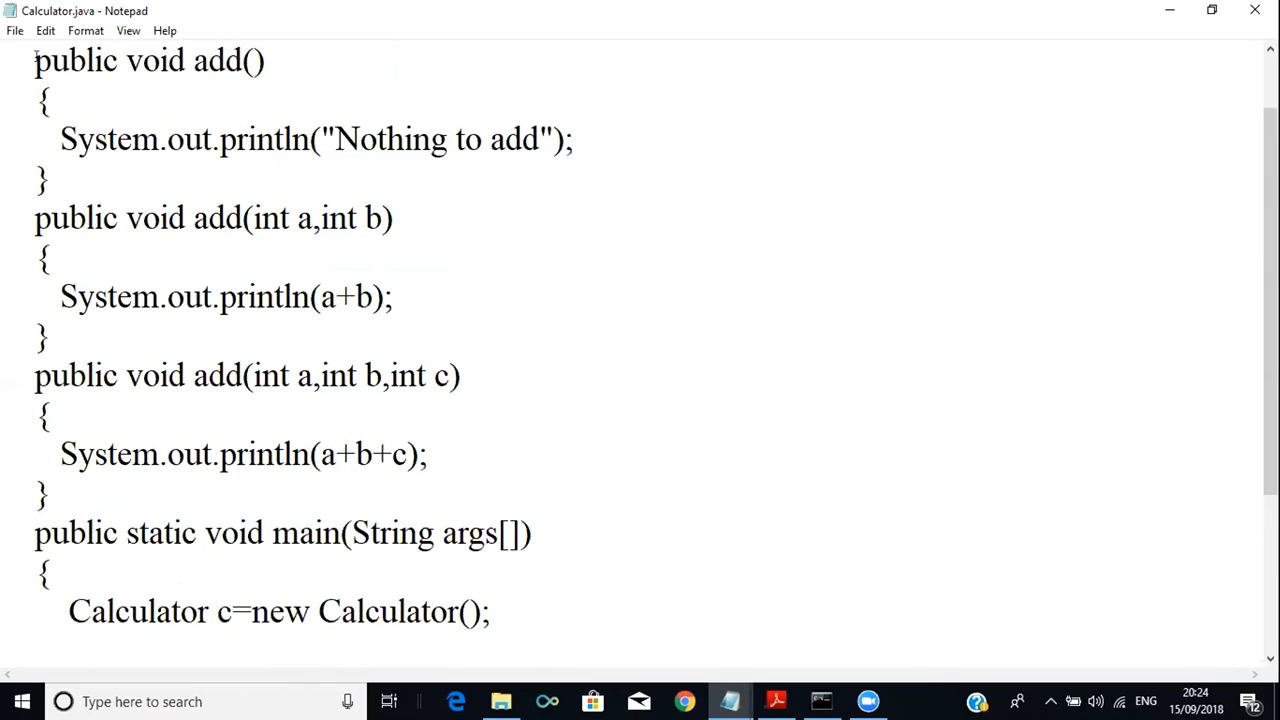 Calculator.java - Notepad
File Edit Format View Help
public void add()
{
System.out.println("Nothing to add");
}
public void add(int a,int b)
{
System.out.println(a+b);
}
public void add(int a,int b,int c)
{
System.out.println(a+b+c);
}
public static void main(String args[])
{
Calculator c=new Calculator();
Type here to search
ENG
20:24
15/09/2018
12